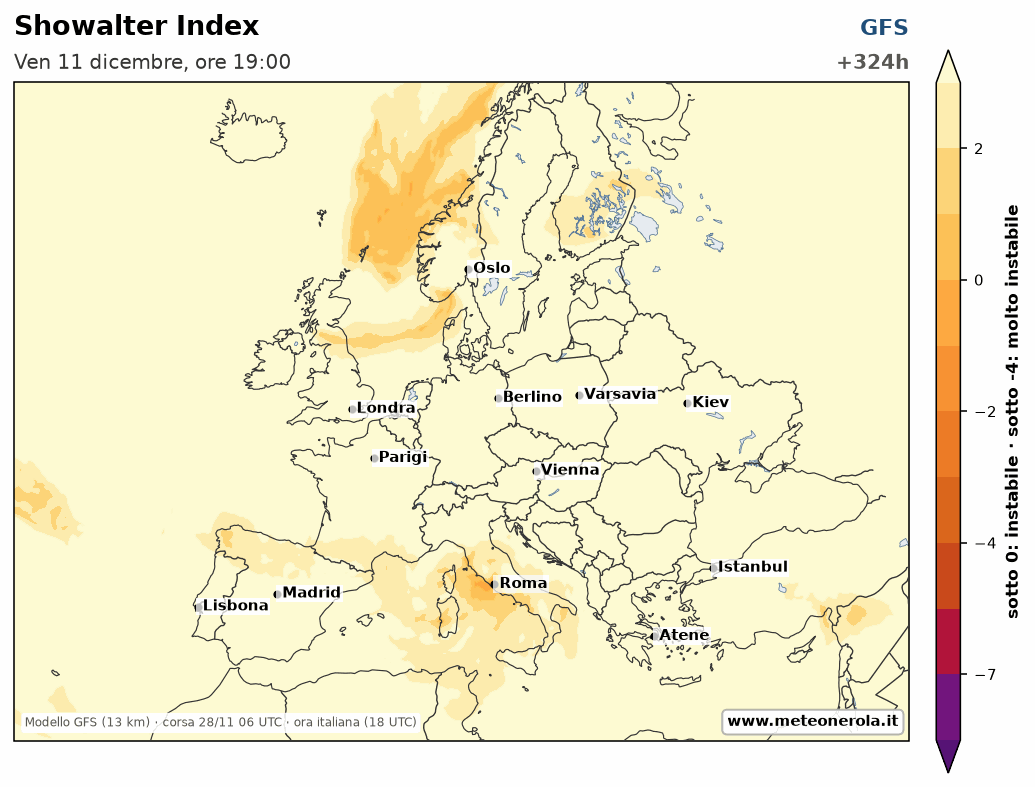 Showalter Index
GFS
Ven 11 dicembre, ore 19:00
+324h
Oslo
Berlino
Varsavia
Kiev
Londra
Parigi
Vienna
Istanbul
Roma
Madrid
Lisbona
Atene
Modello GFS (13 km) · corsa 28/11 06 UTC · ora italiana (18 UTC)
www.meteonerola.it
2
0
−2
−4
−7
sotto 0: instabile · sotto -4: molto instabile